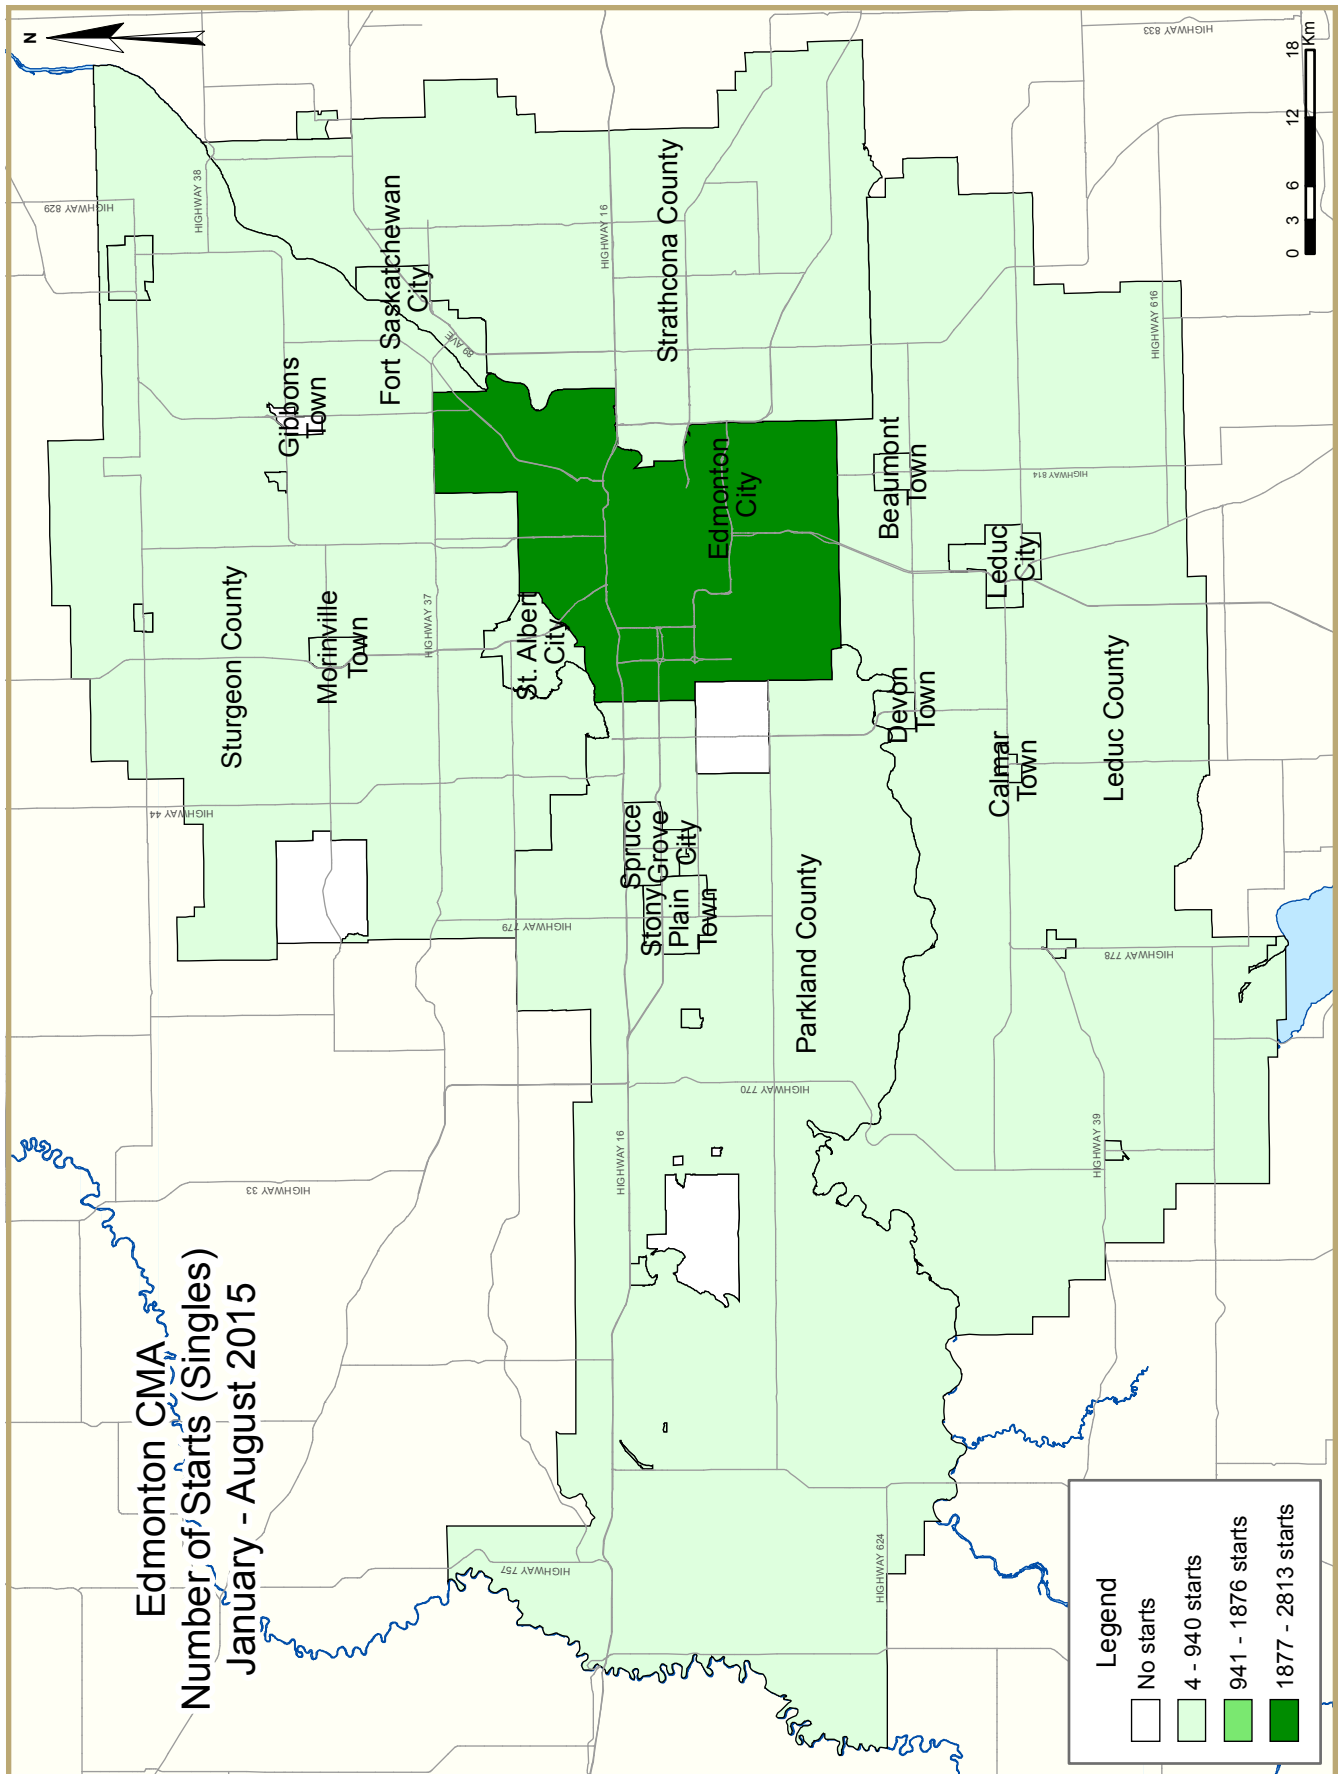 Edmonton CMA
Number of Starts (Singles)
January - August 2015
N
HIGHWAY 829
HIGHWAY 38
HIGHWAY 833
HIGHWAY 16
Fort Saskatchewan
City
Strathcona County
89 AVE
HIGHWAY 616
Gibbons
Town
Edmonton
City
Beaumont
Town
HIGHWAY 814
Leduc
City
Sturgeon County
Morinville
Town
HIGHWAY 37
St. Albert
City
Devon
Town
Calmar
Town
Leduc County
HIGHWAY 44
Spruce
Grove
City
Stony
Plain
Town
Parkland County
HIGHWAY 779
HIGHWAY 778
HIGHWAY 770
HIGHWAY 16
HIGHWAY 39
HIGHWAY 33
HIGHWAY 757
HIGHWAY 624
0 3 6 12 18
Km
Legend
No starts
4 - 940 starts
941 - 1876 starts
1877 - 2813 starts